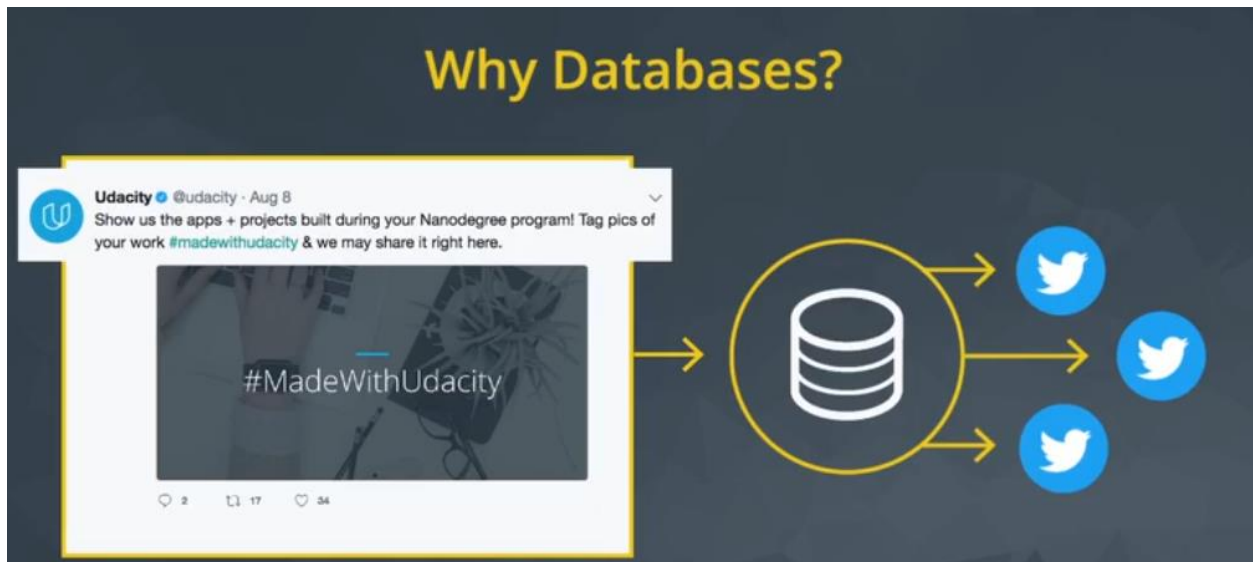 Why Databases?
Udacity @udacity · Aug 8
Show us the apps + projects built during your Nanodegree program! Tag pics of
your work #madewithudacity & we may share it right here.
#MadeWithUdacity
2 17 34